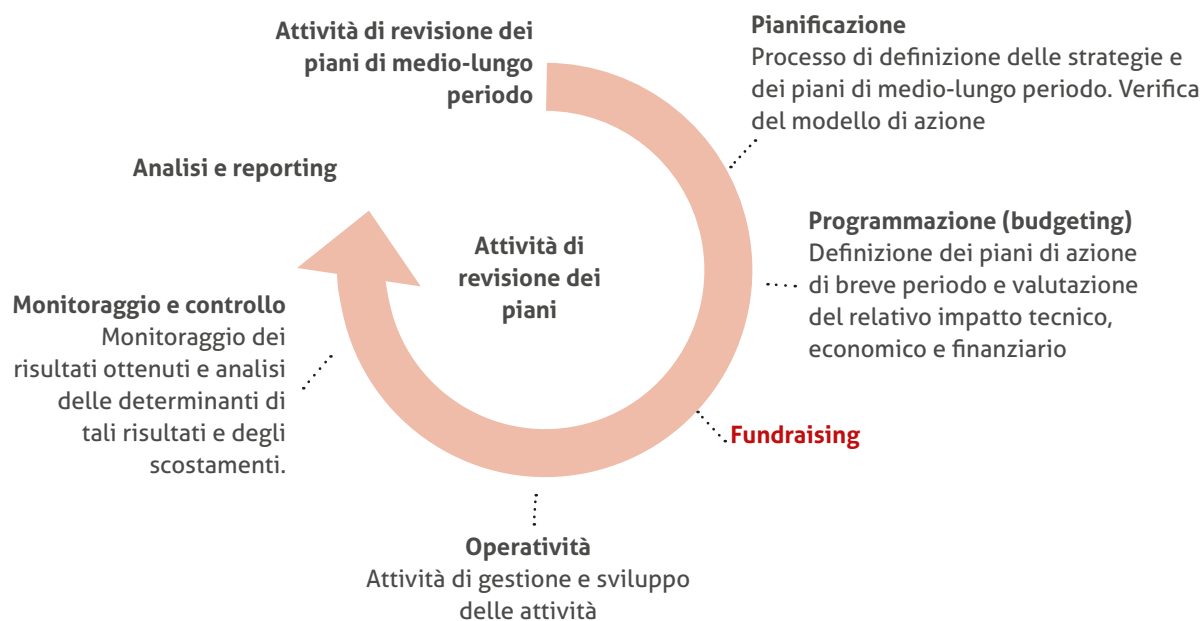 Attività di revisione dei
piani di medio-lungo
periodo
Pianificazione
Processo di definizione delle strategie e
dei piani di medio-lungo periodo. Verifica
del modello di azione
Programmazione (budgeting)
Definizione dei piani di azione
di breve periodo e valutazione
del relativo impatto tecnico,
economico e finanziario
Fundraising
Operatività
Attività di gestione e sviluppo
delle attività
Monitoraggio e controllo
Monitoraggio dei
risultati ottenuti e analisi
delle determinanti di
tali risultati e degli
scostamenti.
Analisi e reporting
Attività di
revisione dei
piani